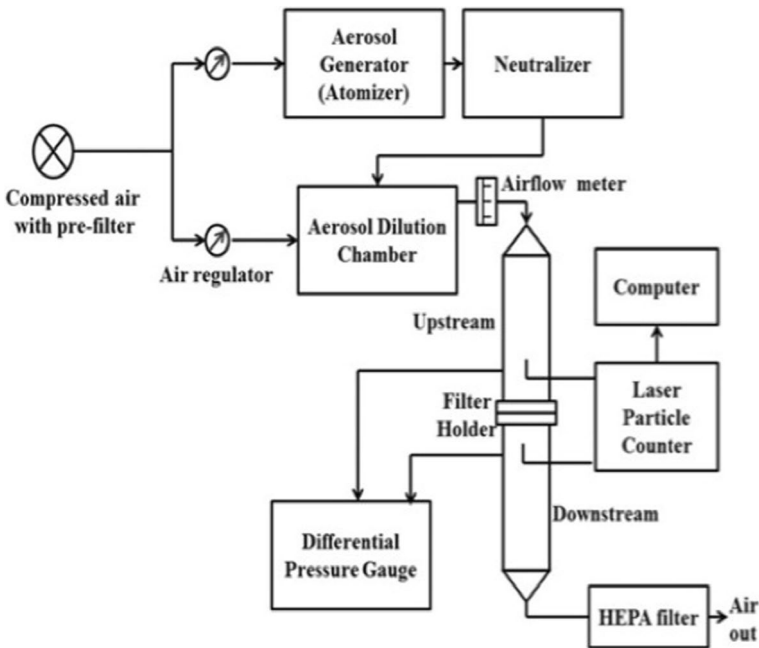 Aerosol
Generator
(Atomizer)
Neutralizer
Compressed air
with pre-filter
Air regulator
Aerosol Dilution
Chamber
Airflow meter
Upstream
Computer
Filter
Holder
Laser
Particle
Counter
Downstream
Differential
Pressure Gauge
HEPA filter
Air
out